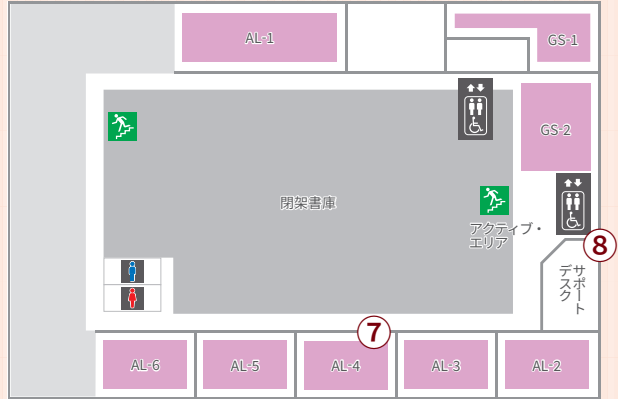 AL-1
GS-1
GS-2
閉架書庫
アクティブ・
エリア
8
サポート
デスク
7
AL-6
AL-5
AL-4
AL-3
AL-2